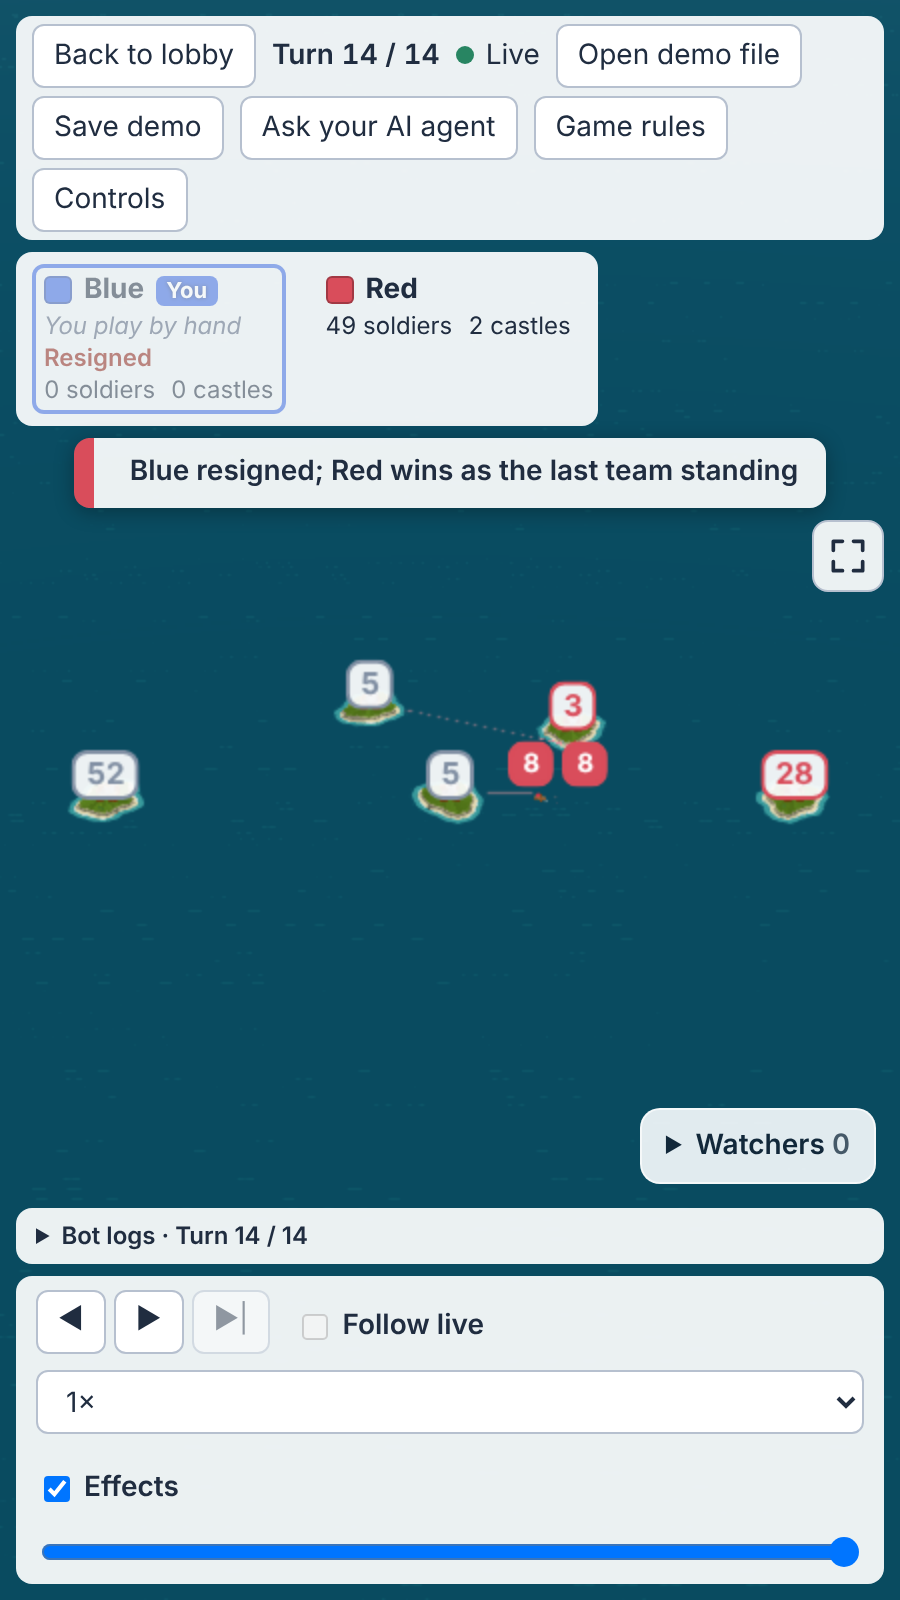 Back to lobby Turn 14 / 14 Live Open demo file
Save demo Ask your AI agent Game rules
Controls
Blue You Red
You play by hand 49 soldiers 2 castles
Resigned
0 soldiers 0 castles
Blue resigned; Red wins as the last team standing
5
3
8 8
52 5 28
Watchers 0
Bot logs · Turn 14 / 14
Follow live
1×
Effects